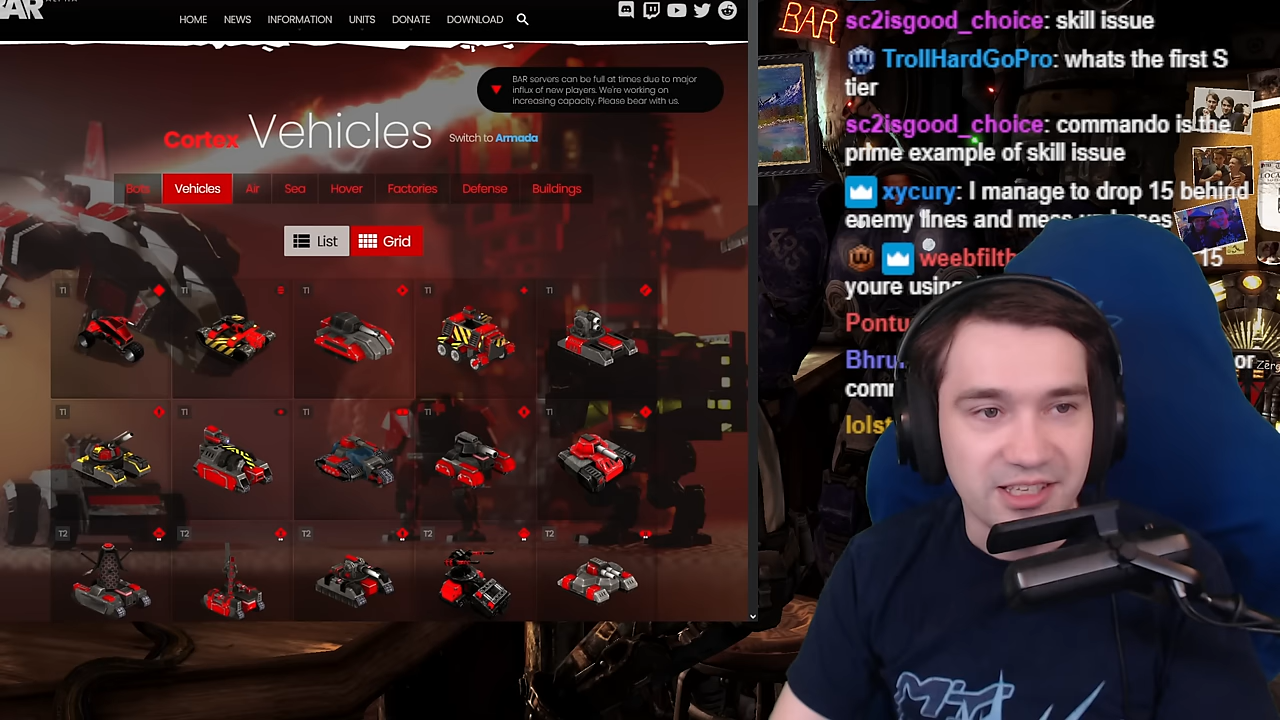 BAR
HOME NEWS INFORMATION UNITS DONATE DOWNLOAD
BAR servers can be full at times due to major
influx of new players. We're working on
increasing capacity. Please bear with us.
Cortex Vehicles Switch to Armada
Bots Vehicles Air Sea Hover Factories Defense Buildings
List Grid
T1 T1 T1 T1 T1
T1 T1 T1 T1 T1
T2 T2 T2 T2 T2
BAR
sc2isgood_choice: skill issue
TrollHardGoPro: whats the first S
tier
sc2isgood_choice: commando is the
prime example of skill issue
xycury: I manage to drop 15 behind
enemy lines and mess
15
youre using
Zerg